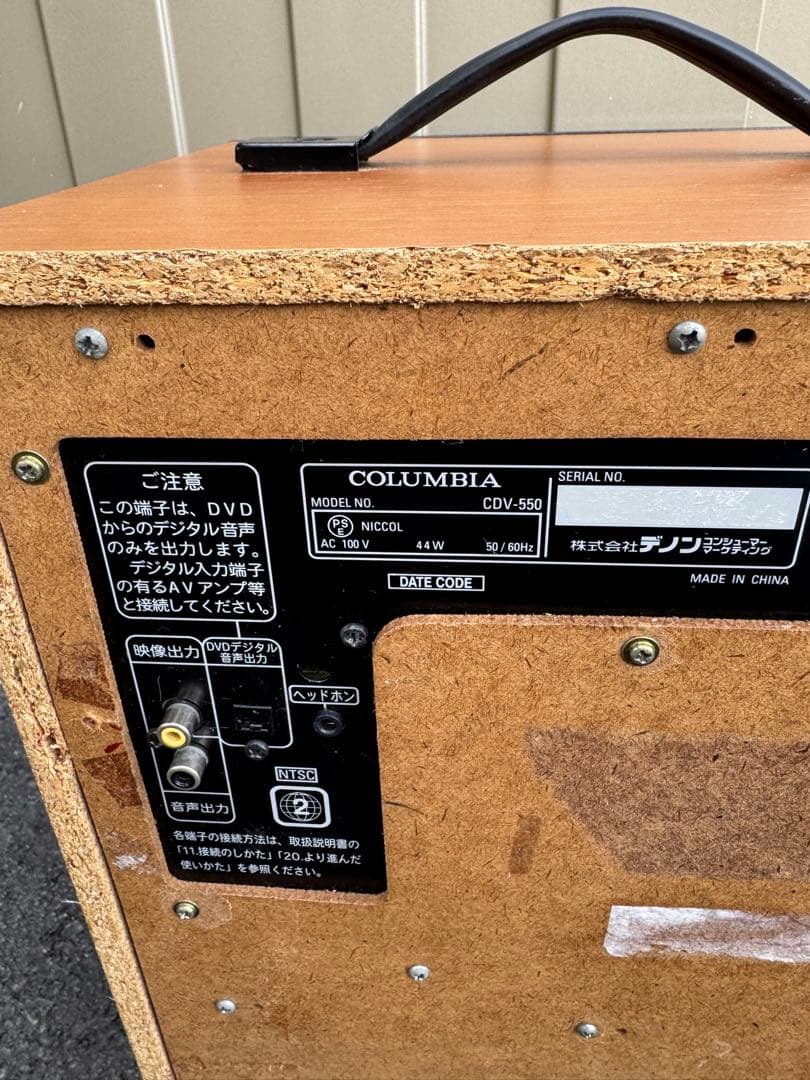 ご注意
この端子は、DVD
からのデジタル音声
のみを出力します。
デジタル入力端子
の有るAVアンプ等
と接続してください。
COLUMBIA
MODEL NO. CDV-550
PSE NICCOL
AC 100V 44W 50/60Hz
SERIAL NO.
株式会社デノン コンシューマー
マーケティング
DATE CODE
MADE IN CHINA
映像出力
DVDデジタル
音声出力
ヘッドホン
音声出力
NTSC
2
各端子の接続方法は、取扱説明書の
「11.接続のしかた」「20.より進んだ
使いかた」を参照ください。